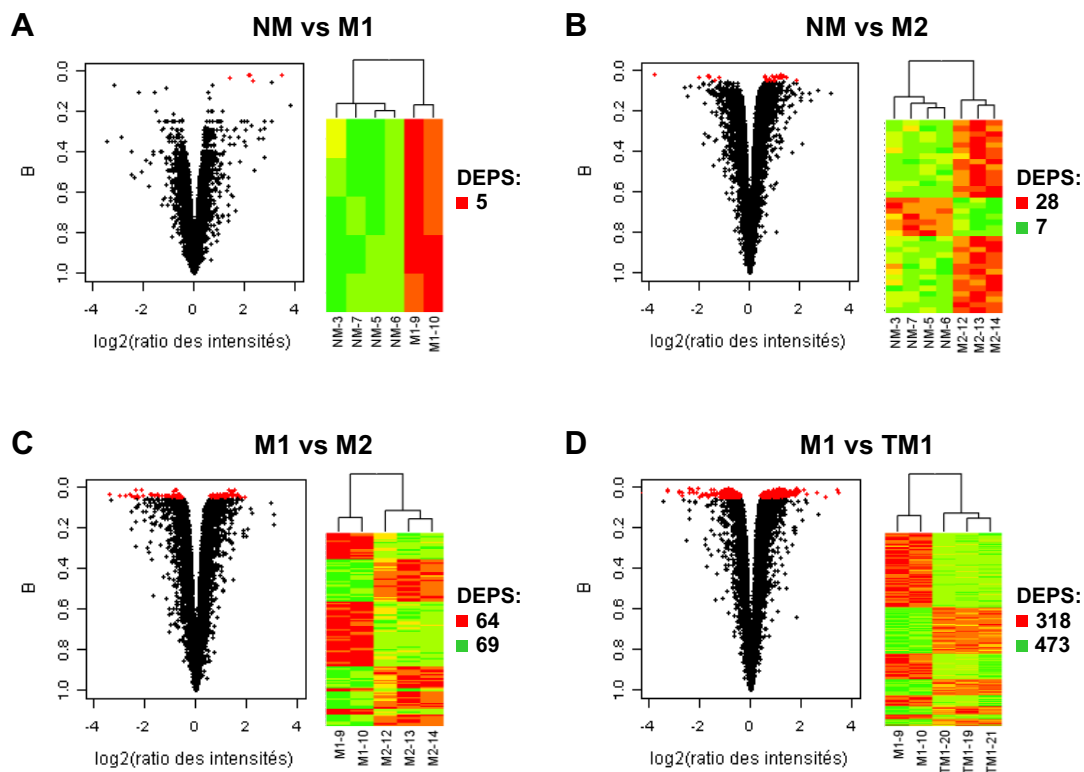 A
NM vs M1
B
0.0
0.2
0.4
0.6
0.8
1.0
-4
-2
0
2
4
log2(ratio des intensités)
NM-3
NM-7
NM-5
NM-6
M1-9
M1-10
DEPS:
5
B
NM vs M2
B
0.0
0.2
0.4
0.6
0.8
1.0
-4
-2
0
2
4
log2(ratio des intensités)
NM-3
NM-7
NM-5
NM-6
M2-12
M2-13
M2-14
DEPS:
28
7
C
M1 vs M2
B
0.0
0.2
0.4
0.6
0.8
1.0
-4
-2
0
2
4
log2(ratio des intensités)
M1-9
M1-10
M2-12
M2-13
M2-14
DEPS:
64
69
D
M1 vs TM1
B
0.0
0.2
0.4
0.6
0.8
1.0
-4
-2
0
2
4
log2(ratio des intensités)
M1-9
M1-10
TM1-20
TM1-19
TM1-21
DEPS:
318
473